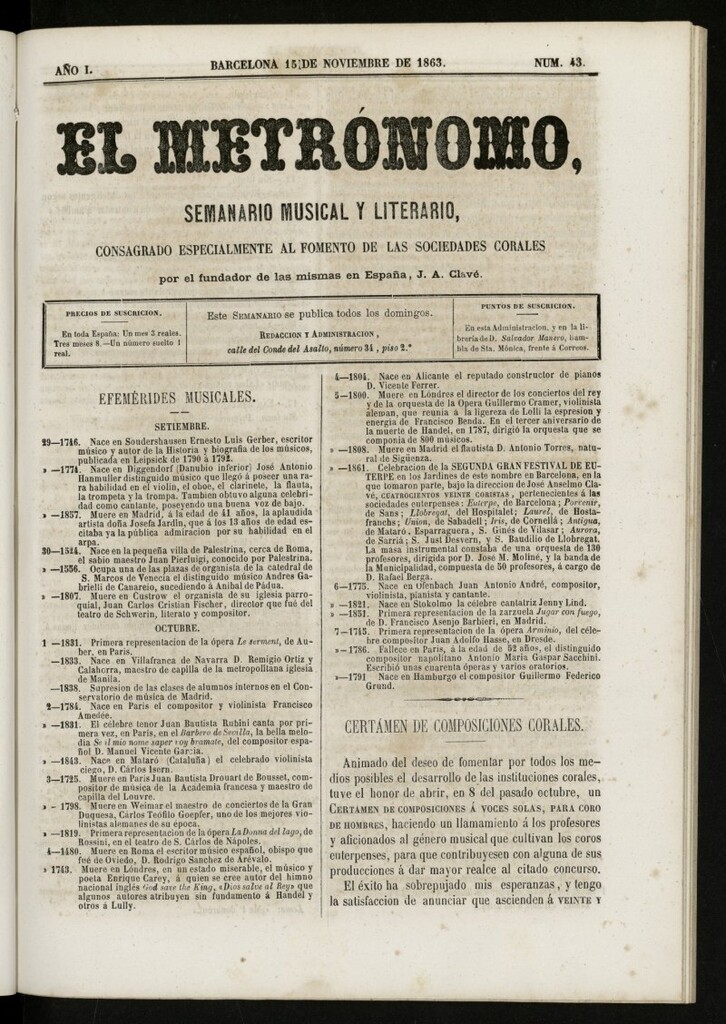 AÑO I.
BARCELONA 15 DE NOVIEMBRE DE 1863.
NUM. 43.
EL METRÓNOMO,
SEMANARIO MUSICAL Y LITERARIO,
CONSAGRADO ESPECIALMENTE AL FOMENTO DE LAS SOCIEDADES CORALES
por el fundador de las mismas en España, J. A. Clavé.
PRECIOS DE SUSCRICION.
En toda España: Un mes 3 reales.
Tres meses 8.—Un número suelto 1
real.
Este SEMANARIO se publica todos los domingos.
REDACCION Y ADMINISTRACION,
calle del Conde del Asalto, número 34, piso 2.º
PUNTOS DE SUSCRICION.
En esta Administracion, y en la li-
brería de D. Salvador Manero, Ram-
bla de Sta. Mónica, frente á Correos.
EFEMÉRIDES MUSICALES.
SETIEMBRE.
29—1746. Nace en Soudershausen Ernesto Luis Gerber, escritor
músico y autor de la Historia y biografía de los músicos,
publicada en Leipsick de 1790 á 1792.
» —1774. Nace en Diggendorf (Danubio inferior) José Antonio
Hanmuller distinguido músico que llegó á poseer una
rara habilidad en el violin, el oboe, el clarinete, la flauta,
la trompeta y la trompa. Tambien obtuvo alguna celebri-
dad como cantante, poseyendo una buena voz de bajo.
» —1857. Muere en Madrid, á la edad de 41 años, la aplaudida
artista doña Josefa Jardin, que á los 13 años de edad es-
citaba ya la pública admiracion por su habilidad en el
arpa.
30—1524. Nace en la pequeña villa de Palestrina, cerca de Roma,
el sabio maestro Juan Pierluigi, conocido por Palestrina.
» —1556. Ocupa una de las plazas de organista de la catedral de
S. Marcos de Venecia el distinguido músico Andres Ga-
brielli de Canareio, sucediendo á Anibal de Pádua.
» —1807. Muere en Custrow el organista de su iglesia parro-
quial, Juan Carlos Cristian Fischer, director que fué del
teatro de Schwerin, literato y compositor.
OCTUBRE.
1 —1831. Primera representacion de la ópera Le serment, de Au-
ber, en Paris.
—1833. Nace en Villafranca de Navarra D. Remigio Ortiz y
Calahorra, maestro de capilla de la metropolitana iglesia
de Manila.
—1838. Supresion de las clases de alumnos internos en el Con-
servatorio de música de Madrid.
2—1784. Nace en Paris el compositor y violinista Francisco
Amedée.
» —1831. El célebre tenor Juan Bautista Rubini canta por pri-
mera vez, en Paris, en el Barbero de Sevilla, la bella melo-
dia Se il mio nome saper voy bramate, del compositor espa-
ñol D. Manuel Vicente Garcia.
» —1843. Nace en Mataró (Cataluña) el celebrado violinista
ciego, D. Cárlos Isern.
3—1725. Muere en Paris Juan Bautista Drouart de Bousset, com-
positor de música de la Academia francesa y maestro de
capilla del Louvre.
» — 1798. Muere en Weimar el maestro de conciertos de la Gran
Duquesa, Cárlos Teófilo Goepfer, uno de los mejores vio-
linistas alemanes de su época.
» —1819. Primera representacion de la ópera La Donna del lago, de
Rossini, en el teatro de S. Cárlos de Nápoles.
4—1480. Muere en Roma el escritor músico español, obispo que
fué de Oviedo, D. Rodrigo Sanchez de Arévalo.
» 1743. Muere en Lóndres, en un estado miserable, el músico y
poeta Enrique Carey, á quien se cree autor del himno
nacional inglés God save the King, «Dios salve al Rey» que
algunos autores atribuyen sin fundamento á Handel y
otros á Lully.
4—1804. Nace en Alicante el reputado constructor de pianos
D. Vicente Ferrer.
5—1800. Muere en Lóndres el director de los conciertos del rey
y de la orquesta de la Opera Guillermo Cramer, violinista
aleman, que reunia á la ligereza de Lolli la espresion y
energia de Francisco Benda. En el tercer aniversario de
la muerte de Handel, en 1787, dirigió la orquesta que se
componia de 800 músicos.
» —1808. Muere en Madrid el flautista D. Antonio Torres, natu-
ral de Sigüenza.
» —1861. Celebracion de la SEGUNDA GRAN FESTIVAL DE EU-
TERPE en los Jardines de este nombre en Barcelona, en la
que tomaron parte, bajo la direccion de José Anselmo Cla-
vé, CUATROCIENTOS VEINTE CORISTAS, pertenecientes á las
sociedades euterpenses: Euterpe, de Barcelona; Porvenir,
de Sans; Llobregat, del Hospitalet; Laurel, de Hosta-
franchs; Union, de Sabadell; Iris, de Cornellá; Antigua,
de Mataró, Esparraguera, S. Ginés de Vilasar; Aurora,
de Sarriá; S. Just Desvern, y S. Baudilio de Llobregat.
La masa instrumental constaba de una orquesta de 130
profesores, dirigida por D. José M. Moliné, y la banda de
la Municipalidad, compuesta de 50 profesores, á cargo de
D. Rafael Berga.
6—1775. Nace en Ofenbach Juan Antonio André, compositor,
violinista, pianista y cantante.
» —1821. Nace en Stokolmo la célebre cantatriz Jenny Lind.
» —1851. Primera representacion de la zarzuela Jugar con fuego,
de D. Francisco Asenjo Barbieri, en Madrid.
7—1745. Primera representacion de la ópera Arminio, del céle-
bre compositor Juan Adolfo Hasse, en Dresde.
» —1786. Fallece en Paris, á la edad de 52 años, el distinguido
compositor napolitano Antonio Maria Gaspar Sacchini.
Escribió unas cuarenta óperas y varios oratorios.
» —1791 Nace en Hamburgo el compositor Guillermo Federico
Grund.
CERTÁMEN DE COMPOSICIONES CORALES.
Animado del deseo de fomentar por todos los me-
dios posibles el desarrollo de las instituciones corales,
tuve el honor de abrir, en 8 del pasado octubre, un
CERTAMEN DE COMPOSICIONES Á VOCES SOLAS, PARA CORO
DE HOMBRES, haciendo un llamamiento á los profesores
y aficionados al género musical que cultivan los coros
euterpenses, para que contribuyesen con alguna de sus
producciones á dar mayor realce al citado concurso.
El éxito ha sobrepujado mis esperanzas, y tengo
la satisfaccion de anunciar que ascienden á VEINTE Y